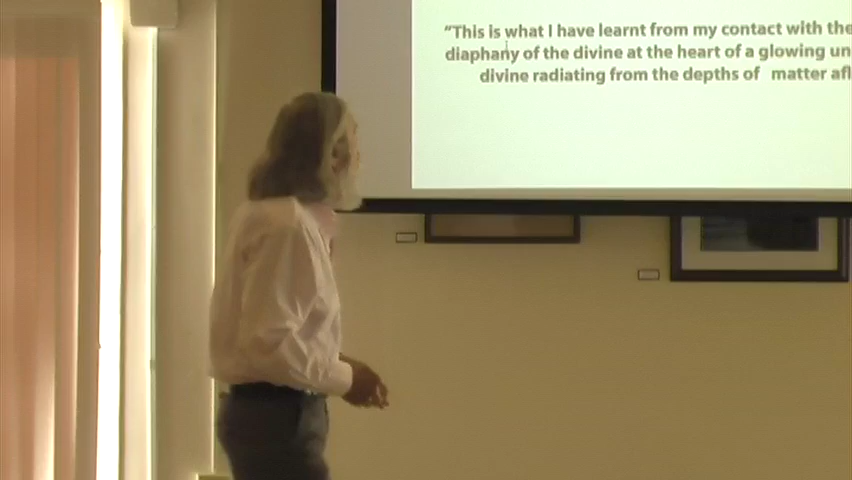 “This is what I have learnt from my contact with the
diaphany of the divine at the heart of a glowing un
divine radiating from the depths of matter afl